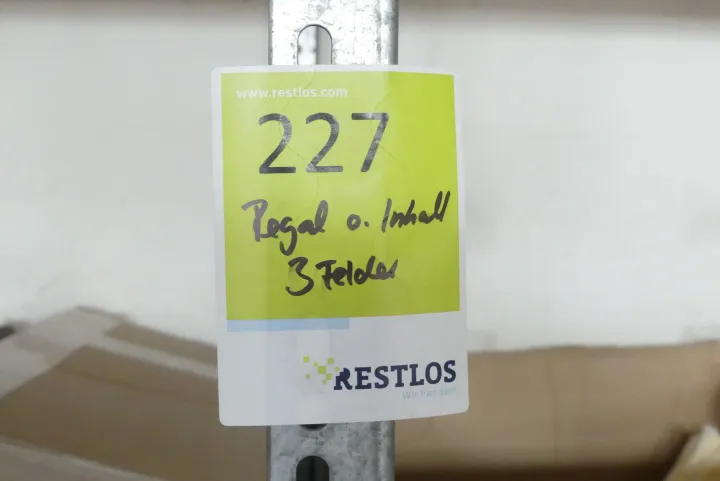 www.restlos.com
227
Regal o. Inhalt
3 Felder
RESTLOS